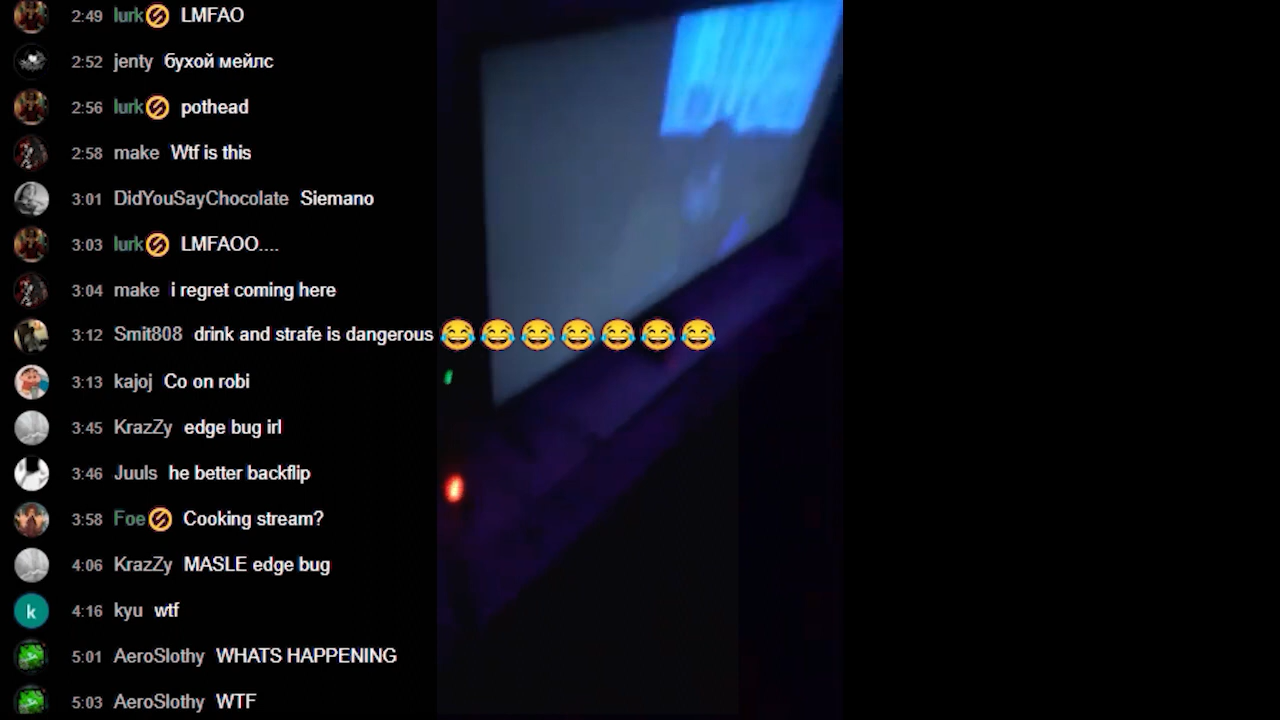 2:49 lurk LMFAO
2:52 jenty бухой мейлс
2:56 lurk pothead
2:58 make Wtf is this
3:01 DidYouSayChocolate Siemano
3:03 lurk LMFAOO....
3:04 make i regret coming here
3:12 Smit808 drink and strafe is dangerous 😂😂😂😂😂😂😂
3:13 kajoj Co on robi
3:45 KrazZy edge bug irl
3:46 Juuls he better backflip
3:58 Foe Cooking stream?
4:06 KrazZy MASLE edge bug
k 4:16 kyu wtf
5:01 AeroSlothy WHATS HAPPENING
5:03 AeroSlothy WTF